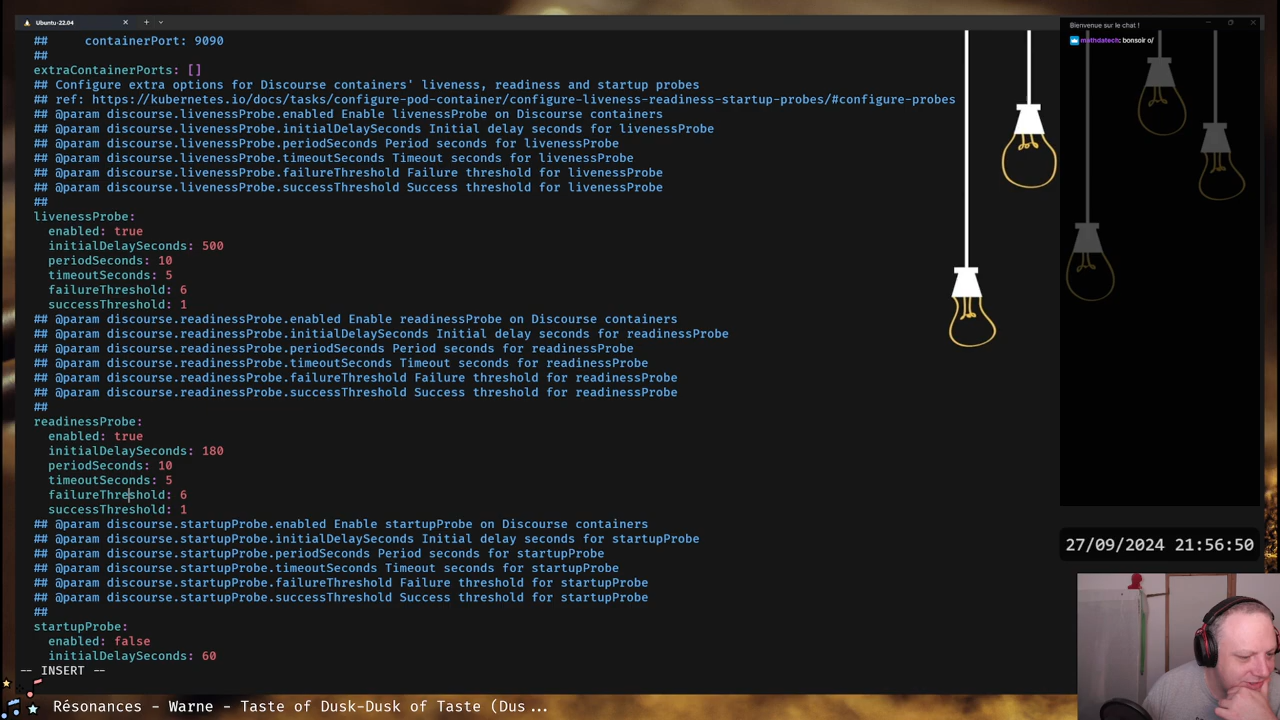 Ubuntu-22.04
##     containerPort: 9090
##
extraContainerPorts: []
## Configure extra options for Discourse containers' liveness, readiness and startup probes
## ref: https://kubernetes.io/docs/tasks/configure-pod-container/configure-liveness-readiness-startup-probes/#configure-probes
## @param discourse.livenessProbe.enabled Enable livenessProbe on Discourse containers
## @param discourse.livenessProbe.initialDelaySeconds Initial delay seconds for livenessProbe
## @param discourse.livenessProbe.periodSeconds Period seconds for livenessProbe
## @param discourse.livenessProbe.timeoutSeconds Timeout seconds for livenessProbe
## @param discourse.livenessProbe.failureThreshold Failure threshold for livenessProbe
## @param discourse.livenessProbe.successThreshold Success threshold for livenessProbe
##
livenessProbe:
  enabled: true
  initialDelaySeconds: 500
  periodSeconds: 10
  timeoutSeconds: 5
  failureThreshold: 6
  successThreshold: 1
## @param discourse.readinessProbe.enabled Enable readinessProbe on Discourse containers
## @param discourse.readinessProbe.initialDelaySeconds Initial delay seconds for readinessProbe
## @param discourse.readinessProbe.periodSeconds Period seconds for readinessProbe
## @param discourse.readinessProbe.timeoutSeconds Timeout seconds for readinessProbe
## @param discourse.readinessProbe.failureThreshold Failure threshold for readinessProbe
## @param discourse.readinessProbe.successThreshold Success threshold for readinessProbe
##
readinessProbe:
  enabled: true
  initialDelaySeconds: 180
  periodSeconds: 10
  timeoutSeconds: 5
  failureThreshold: 6
  successThreshold: 1
## @param discourse.startupProbe.enabled Enable startupProbe on Discourse containers
## @param discourse.startupProbe.initialDelaySeconds Initial delay seconds for startupProbe
## @param discourse.startupProbe.periodSeconds Period seconds for startupProbe
## @param discourse.startupProbe.timeoutSeconds Timeout seconds for startupProbe
## @param discourse.startupProbe.failureThreshold Failure threshold for startupProbe
## @param discourse.startupProbe.successThreshold Success threshold for startupProbe
##
startupProbe:
  enabled: false
  initialDelaySeconds: 60
-- INSERT --
Bienvenue sur le chat !
mathdatech: bonsoir o/
27/09/2024 21:56:50
Résonances - Warne - Taste of Dusk-Dusk of Taste (Dus...